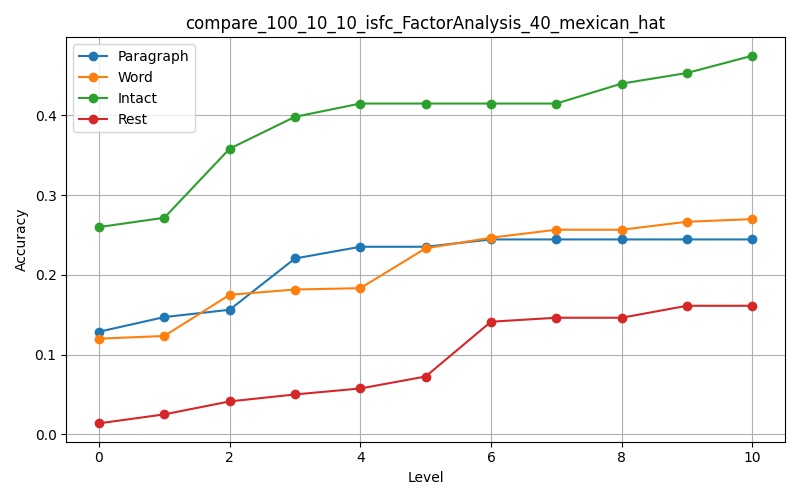 compare_100_10_10_isfc_FactorAnalysis_40_mexican_hat
Paragraph
Word
Intact
Rest
Accuracy
0.4
0.3
0.2
0.1
0.0
0 2 4 6 8 10
Level